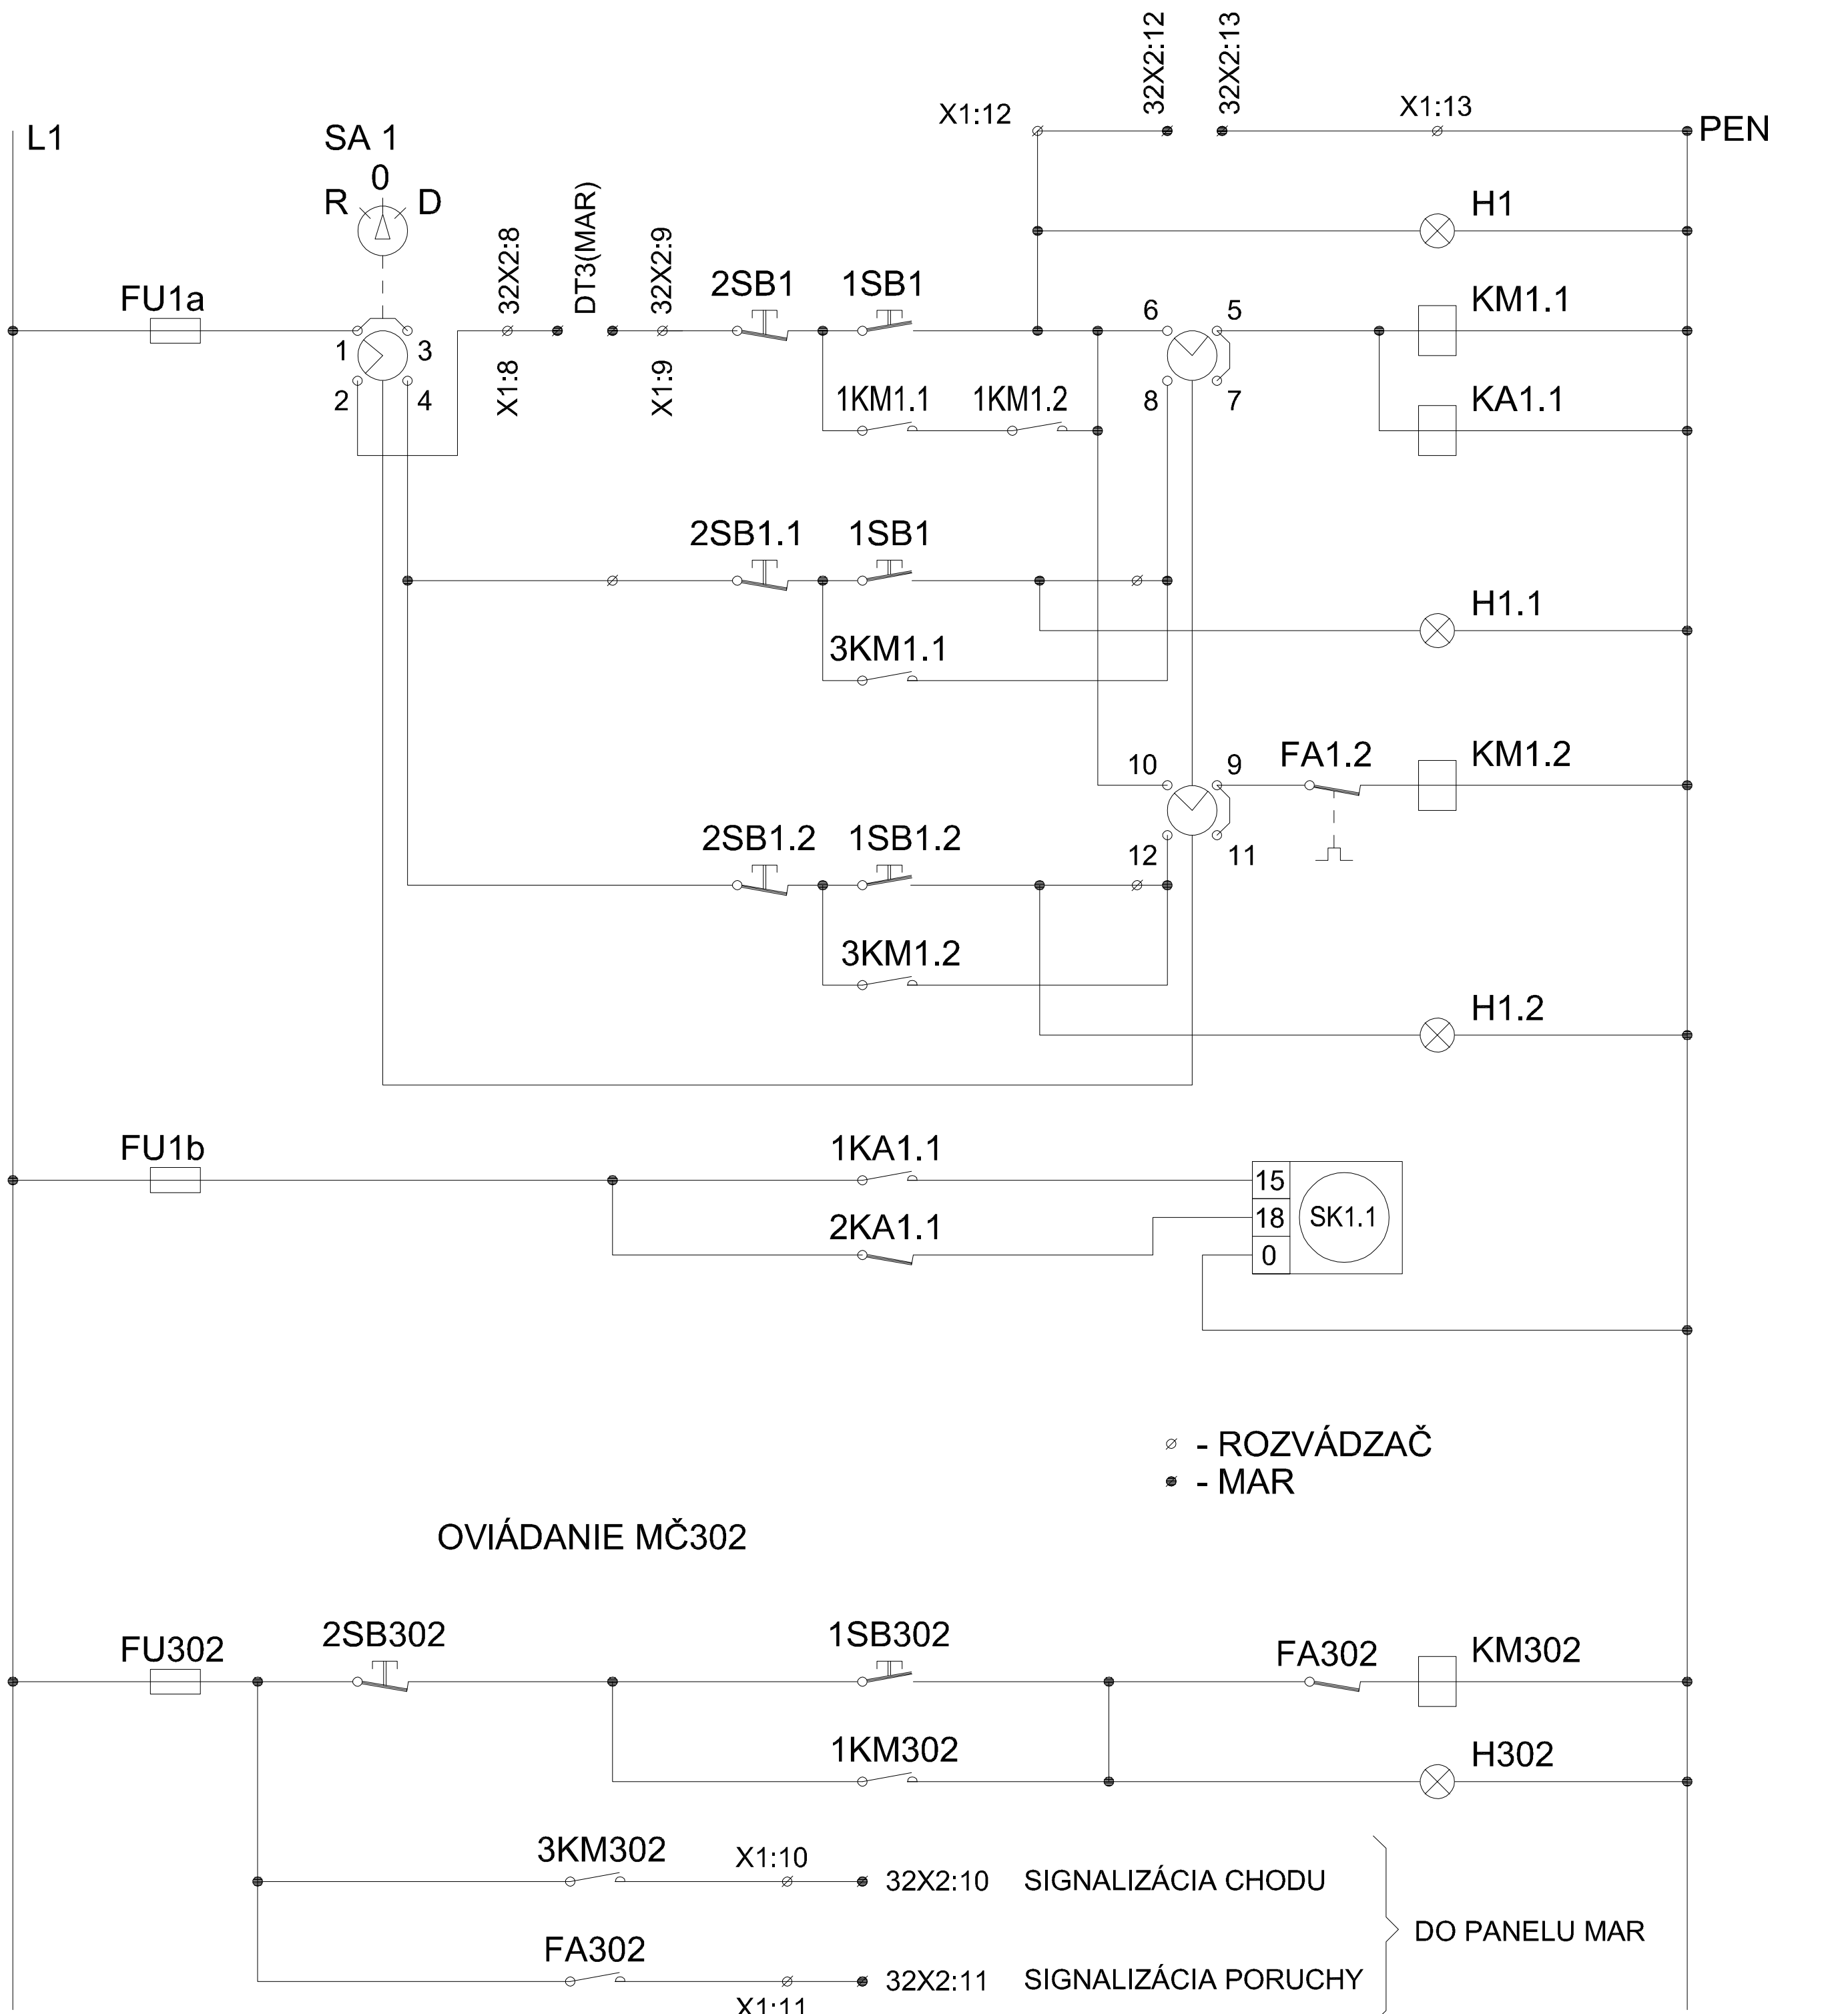 32X2:12
32X2:13
X1:12
X1:13
L1
SA 1
PEN
0
R
D
H1
32X2:8
DT3(MAR)
32X2:9
FU1a
2SB1
1SB1
6
5
KM1.1
1
3
X1:8
X1:9
2
4
1KM1.1
1KM1.2
8
7
KA1.1
2SB1.1
1SB1
H1.1
3KM1.1
10
9
FA1.2
KM1.2
2SB1.2
1SB1.2
12
11
3KM1.2
H1.2
FU1b
1KA1.1
15
18
SK1.1
2KA1.1
0
- ROZVÁDZAČ
- MAR
OVIÁDANIE MČ302
FU302
2SB302
1SB302
FA302
KM302
1KM302
H302
3KM302
X1:10
32X2:10 SIGNALIZÁCIA CHODU
DO PANELU MAR
FA302
32X2:11 SIGNALIZÁCIA PORUCHY
X1:11